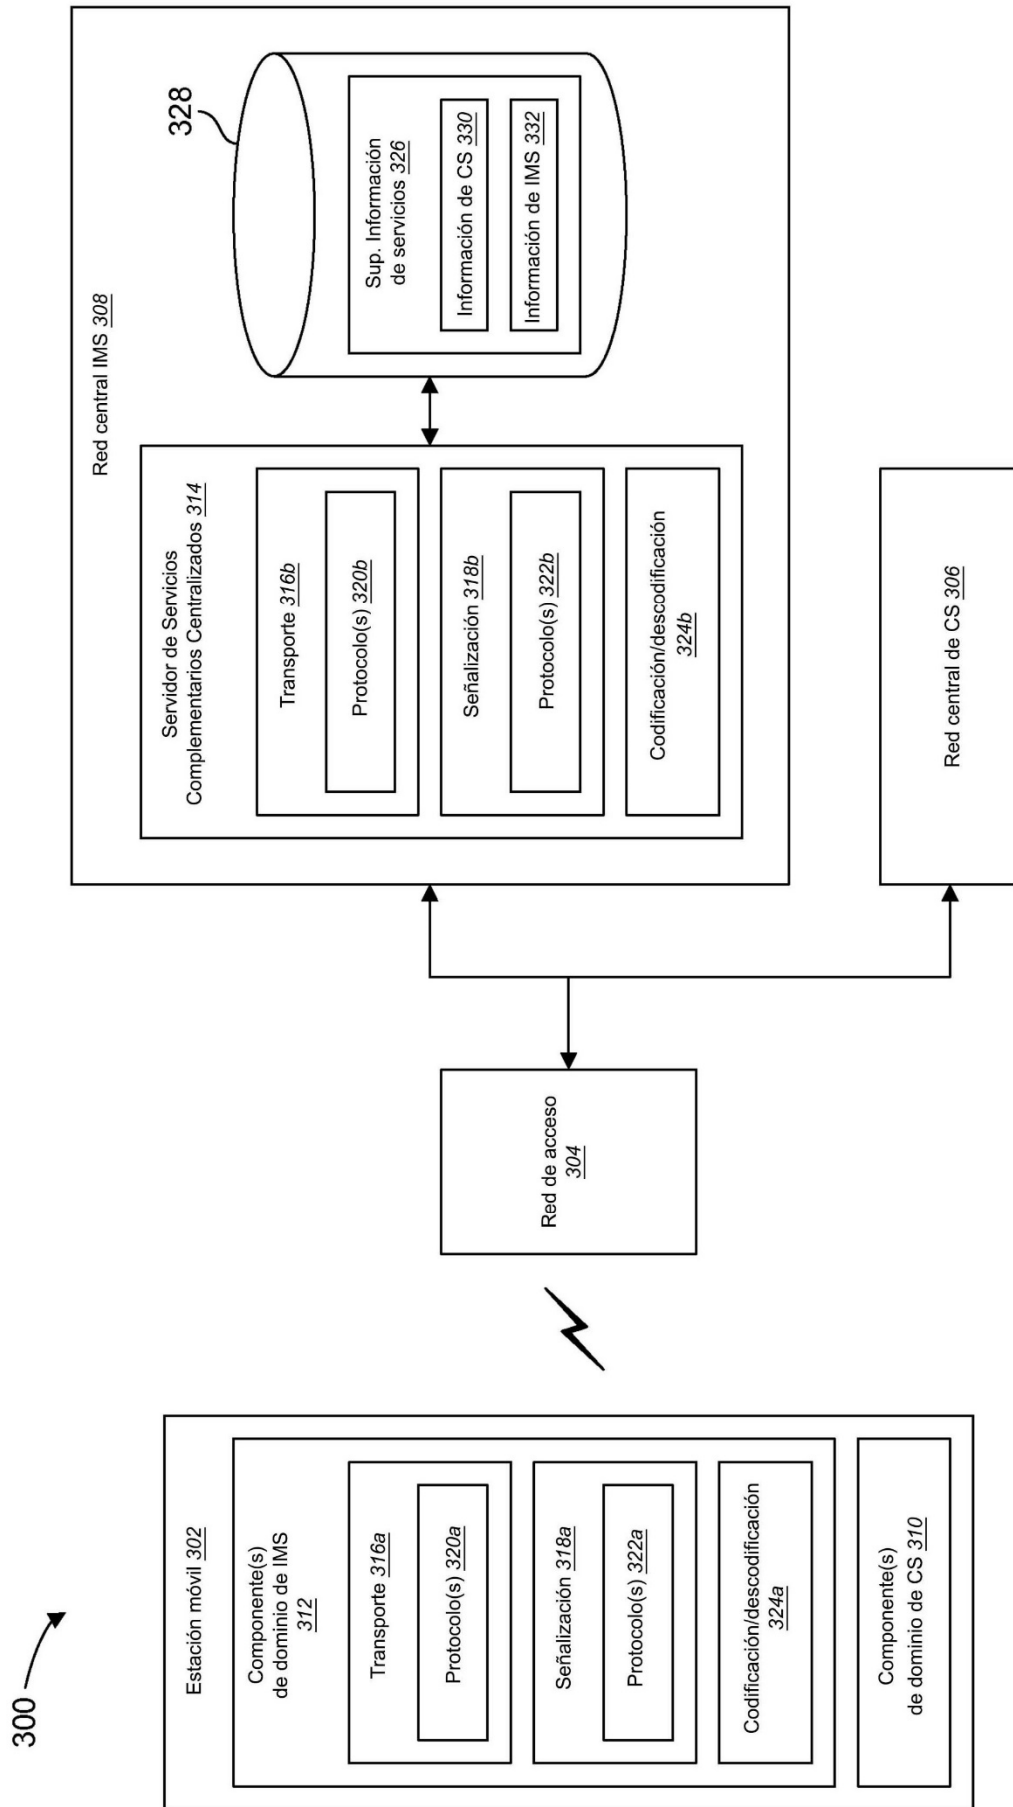 300
Estación móvil 302
Componente(s)
de dominio de IMS
312
Transporte 316a
Protocolo(s) 320a
Señalización 318a
Protocolo(s) 322a
Codificación/descodificación
324a
Componente(s)
de dominio de CS 310
Red de acceso
304
Red central IMS 308
Servidor de Servicios
Complementarios Centralizados 314
Transporte 316b
Protocolo(s) 320b
Señalización 318b
Protocolo(s) 322b
Codificación/descodificación
324b
328
Sup. Información
de servicios 326
Información de CS 330
Información de IMS 332
Red central de CS 306